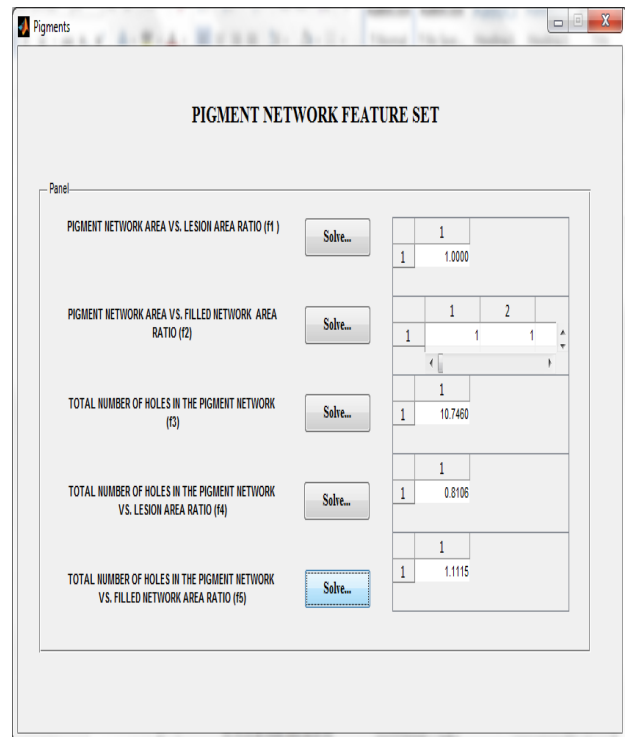 Pigments
PIGMENT NETWORK FEATURE SET
Panel
PIGMENT NETWORK AREA VS. LESION AREA RATIO (f1 )
Solve...
1
1 1.0000
PIGMENT NETWORK AREA VS. FILLED NETWORK AREA
RATIO (f2)
Solve...
1 2
1 1 1
TOTAL NUMBER OF HOLES IN THE PIGMENT NETWORK
(f3)
Solve...
1
1 10.7460
TOTAL NUMBER OF HOLES IN THE PIGMENT NETWORK
VS. LESION AREA RATIO (f4)
Solve...
1
1 0.8106
TOTAL NUMBER OF HOLES IN THE PIGMENT NETWORK
VS. FILLED NETWORK AREA RATIO (f5)
Solve...
1
1 1.1115